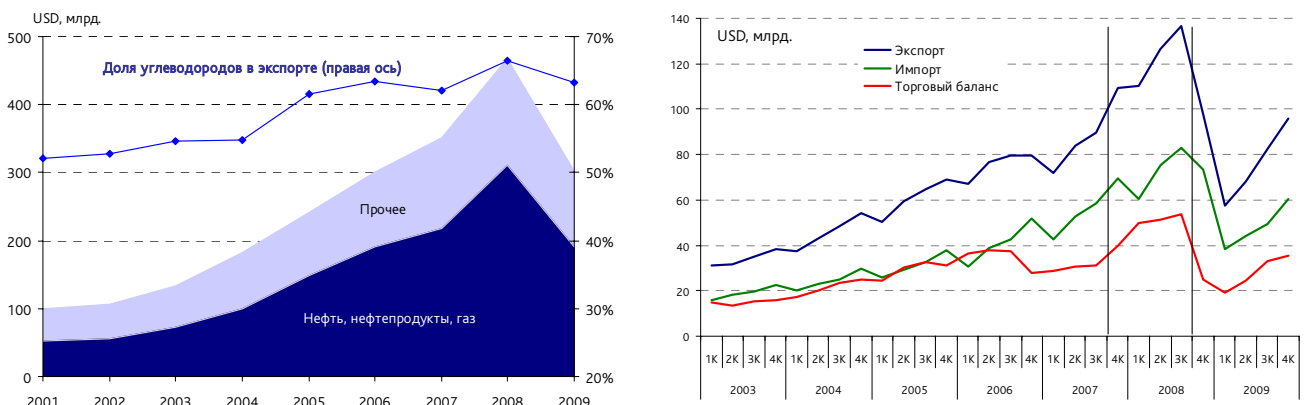 USD, млрд.
500
400
300
200
100
0
70%
60%
50%
40%
30%
20%
Доля углеводородов в экспорте (правая ось)
Прочее
Нефть, нефтепродукты, газ
2001 2002 2003 2004 2005 2006 2007 2008 2009
140
120
100
80
60
40
20
0
USD, млрд.
Экспорт
Импорт
Торговый баланс
1К 2К 3К 4К 1К 2К 3К 4К 1К 2К 3К 4К 1К 2К 3К 4К 1К 2К 3К 4К 1К 2К 3К 4К 1К 2К 3К 4К
2003 2004 2005 2006 2007 2008 2009